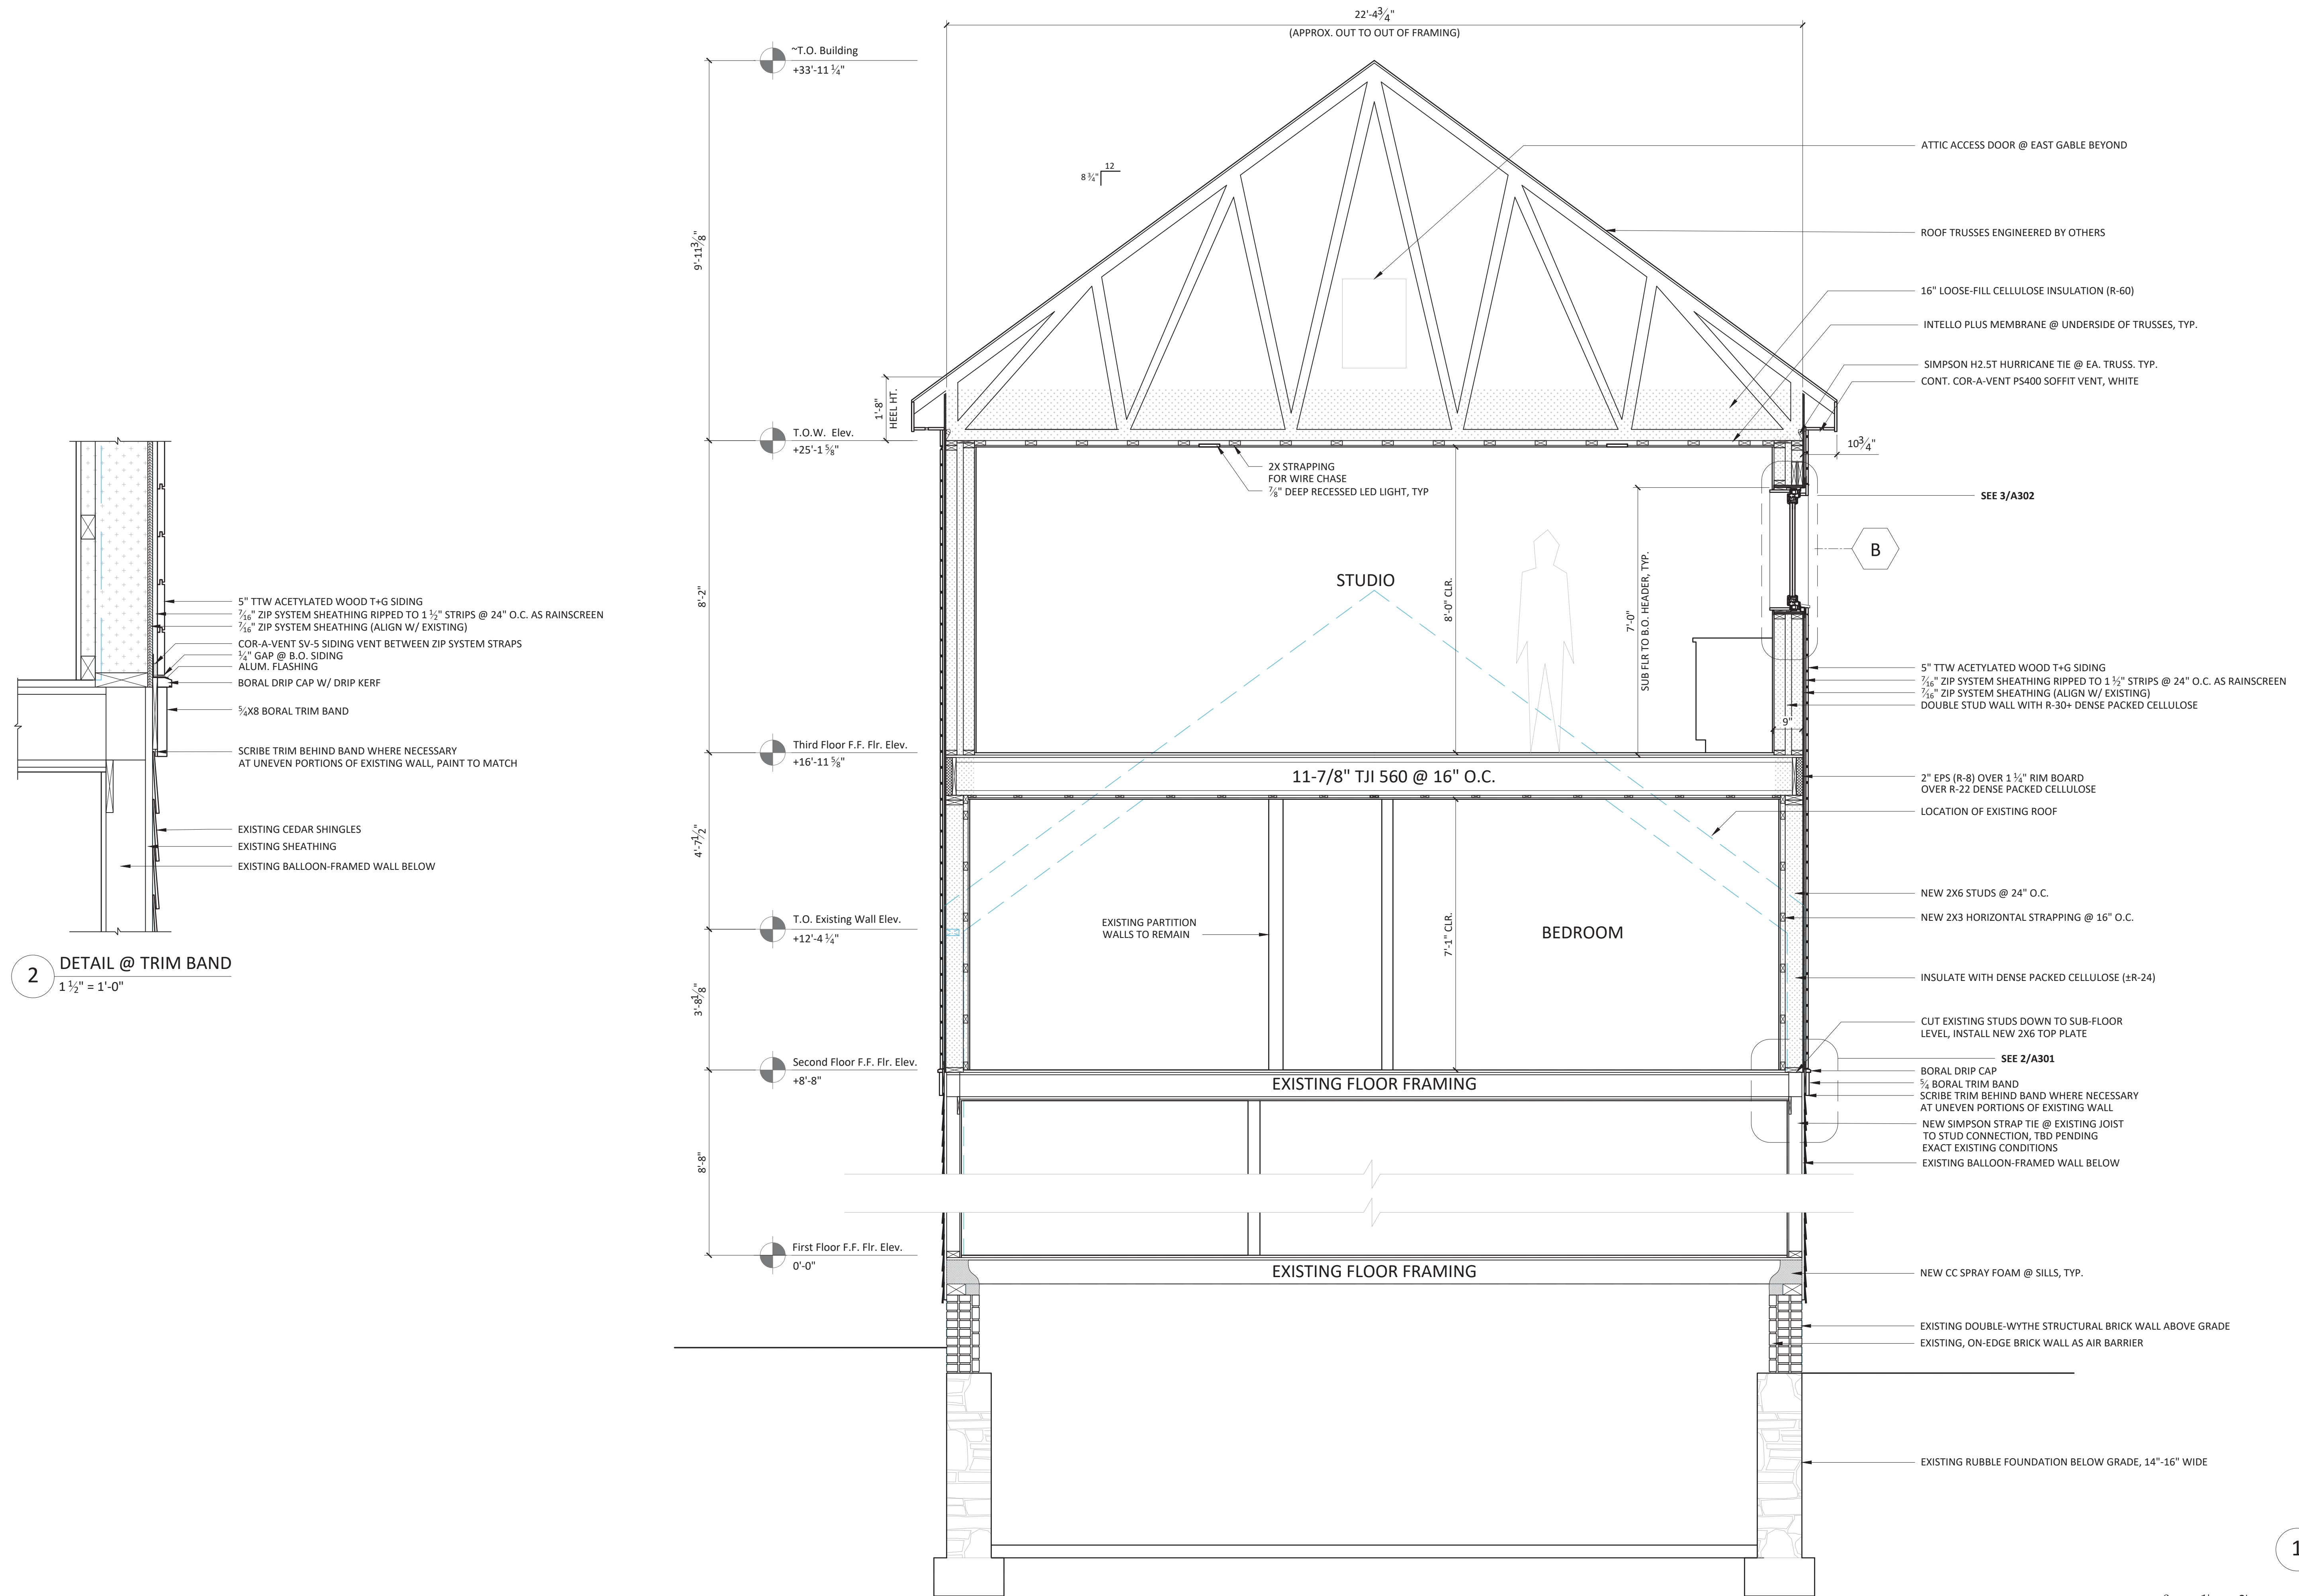 22'-4 3/4"
(APPROX. OUT TO OUT OF FRAMING)
~T.O. Building
+33'-11 1/4"
12
8 3/4"
9'-11 3/8"
1'-8"
HEEL HT.
T.O.W. Elev.
+25'-1 5/8"
ATTIC ACCESS DOOR @ EAST GABLE BEYOND
ROOF TRUSSES ENGINEERED BY OTHERS
16" LOOSE-FILL CELLULOSE INSULATION (R-60)
INTELLO PLUS MEMBRANE @ UNDERSIDE OF TRUSSES, TYP.
SIMPSON H2.5T HURRICANE TIE @ EA. TRUSS. TYP.
CONT. COR-A-VENT PS400 SOFFIT VENT, WHITE
10 3/4"
2X STRAPPING
FOR WIRE CHASE
7/8" DEEP RECESSED LED LIGHT, TYP
SEE 3/A302
B
STUDIO
8'-2"
8'-0" CLR.
7'-0"
SUB FLR TO B.O. HEADER, TYP.
9"
5" TTW ACETYLATED WOOD T+G SIDING
7/16" ZIP SYSTEM SHEATHING RIPPED TO 1 1/2" STRIPS @ 24" O.C. AS RAINSCREEN
7/16" ZIP SYSTEM SHEATHING (ALIGN W/ EXISTING)
DOUBLE STUD WALL WITH R-30+ DENSE PACKED CELLULOSE
Third Floor F.F. Flr. Elev.
+16'-11 5/8"
11-7/8" TJI 560 @ 16" O.C.
2" EPS (R-8) OVER 1 1/4" RIM BOARD
OVER R-22 DENSE PACKED CELLULOSE
LOCATION OF EXISTING ROOF
4'-7 1/2"
NEW 2X6 STUDS @ 24" O.C.
NEW 2X3 HORIZONTAL STRAPPING @ 16" O.C.
T.O. Existing Wall Elev.
+12'-4 1/4"
EXISTING PARTITION
WALLS TO REMAIN
7'-1" CLR.
BEDROOM
INSULATE WITH DENSE PACKED CELLULOSE (±R-24)
3'-8 1/8"
CUT EXISTING STUDS DOWN TO SUB-FLOOR
LEVEL, INSTALL NEW 2X6 TOP PLATE
SEE 2/A301
Second Floor F.F. Flr. Elev.
+8'-8"
EXISTING FLOOR FRAMING
BORAL DRIP CAP
5/4 BORAL TRIM BAND
SCRIBE TRIM BEHIND BAND WHERE NECESSARY
AT UNEVEN PORTIONS OF EXISTING WALL
NEW SIMPSON STRAP TIE @ EXISTING JOIST
TO STUD CONNECTION, TBD PENDING
EXACT EXISTING CONDITIONS
EXISTING BALLOON-FRAMED WALL BELOW
8'-8"
First Floor F.F. Flr. Elev.
0'-0"
EXISTING FLOOR FRAMING
NEW CC SPRAY FOAM @ SILLS, TYP.
EXISTING DOUBLE-WYTHE STRUCTURAL BRICK WALL ABOVE GRADE
EXISTING, ON-EDGE BRICK WALL AS AIR BARRIER
EXISTING RUBBLE FOUNDATION BELOW GRADE, 14"-16" WIDE
5" TTW ACETYLATED WOOD T+G SIDING
7/16" ZIP SYSTEM SHEATHING RIPPED TO 1 1/2" STRIPS @ 24" O.C. AS RAINSCREEN
7/16" ZIP SYSTEM SHEATHING (ALIGN W/ EXISTING)
COR-A-VENT SV-5 SIDING VENT BETWEEN ZIP SYSTEM STRAPS
1/4" GAP @ B.O. SIDING
ALUM. FLASHING
BORAL DRIP CAP W/ DRIP KERF
5/4X8 BORAL TRIM BAND
SCRIBE TRIM BEHIND BAND WHERE NECESSARY
AT UNEVEN PORTIONS OF EXISTING WALL, PAINT TO MATCH
EXISTING CEDAR SHINGLES
EXISTING SHEATHING
EXISTING BALLOON-FRAMED WALL BELOW
2
DETAIL @ TRIM BAND
1 1/2" = 1'-0"
1